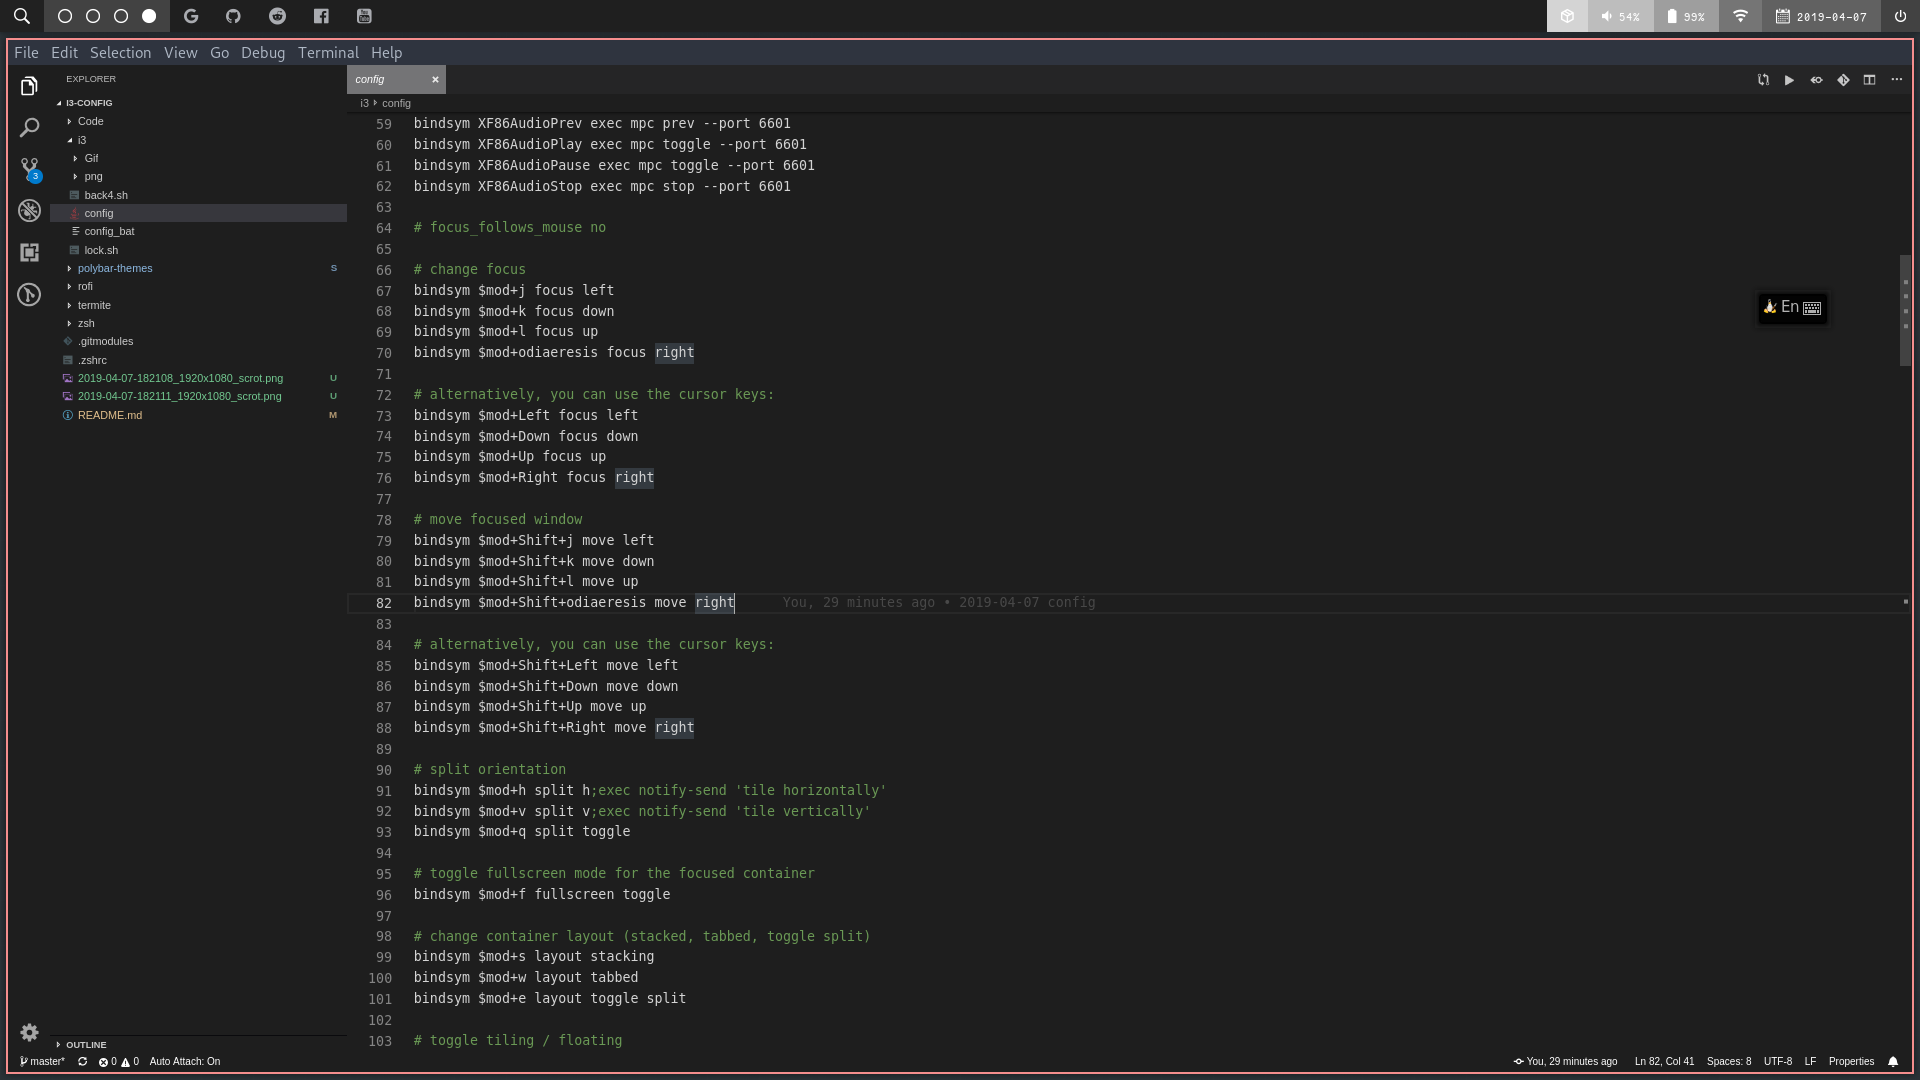 54%
99%
2019-04-07
File Edit Selection View Go Debug Terminal Help
EXPLORER
I3-CONFIG
Code
i3
Gif
png
back4.sh
config
config_bat
lock.sh
polybar-themes S
rofi
termite
zsh
.gitmodules
.zshrc
2019-04-07-182108_1920x1080_scrot.png U
2019-04-07-182111_1920x1080_scrot.png U
README.md M
3
OUTLINE
config
i3 config
59 bindsym XF86AudioPrev exec mpc prev --port 6601
60 bindsym XF86AudioPlay exec mpc toggle --port 6601
61 bindsym XF86AudioPause exec mpc toggle --port 6601
62 bindsym XF86AudioStop exec mpc stop --port 6601
63
64 # focus_follows_mouse no
65
66 # change focus
67 bindsym $mod+j focus left
68 bindsym $mod+k focus down
69 bindsym $mod+l focus up
70 bindsym $mod+odiaeresis focus right
71
72 # alternatively, you can use the cursor keys:
73 bindsym $mod+Left focus left
74 bindsym $mod+Down focus down
75 bindsym $mod+Up focus up
76 bindsym $mod+Right focus right
77
78 # move focused window
79 bindsym $mod+Shift+j move left
80 bindsym $mod+Shift+k move down
81 bindsym $mod+Shift+l move up
82 bindsym $mod+Shift+odiaeresis move right You, 29 minutes ago • 2019-04-07 config
83
84 # alternatively, you can use the cursor keys:
85 bindsym $mod+Shift+Left move left
86 bindsym $mod+Shift+Down move down
87 bindsym $mod+Shift+Up move up
88 bindsym $mod+Shift+Right move right
89
90 # split orientation
91 bindsym $mod+h split h;exec notify-send 'tile horizontally'
92 bindsym $mod+v split v;exec notify-send 'tile vertically'
93 bindsym $mod+q split toggle
94
95 # toggle fullscreen mode for the focused container
96 bindsym $mod+f fullscreen toggle
97
98 # change container layout (stacked, tabbed, toggle split)
99 bindsym $mod+s layout stacking
100 bindsym $mod+w layout tabbed
101 bindsym $mod+e layout toggle split
102
103 # toggle tiling / floating
En
master* 0 0 Auto Attach: On
You, 29 minutes ago Ln 82, Col 41 Spaces: 8 UTF-8 LF Properties